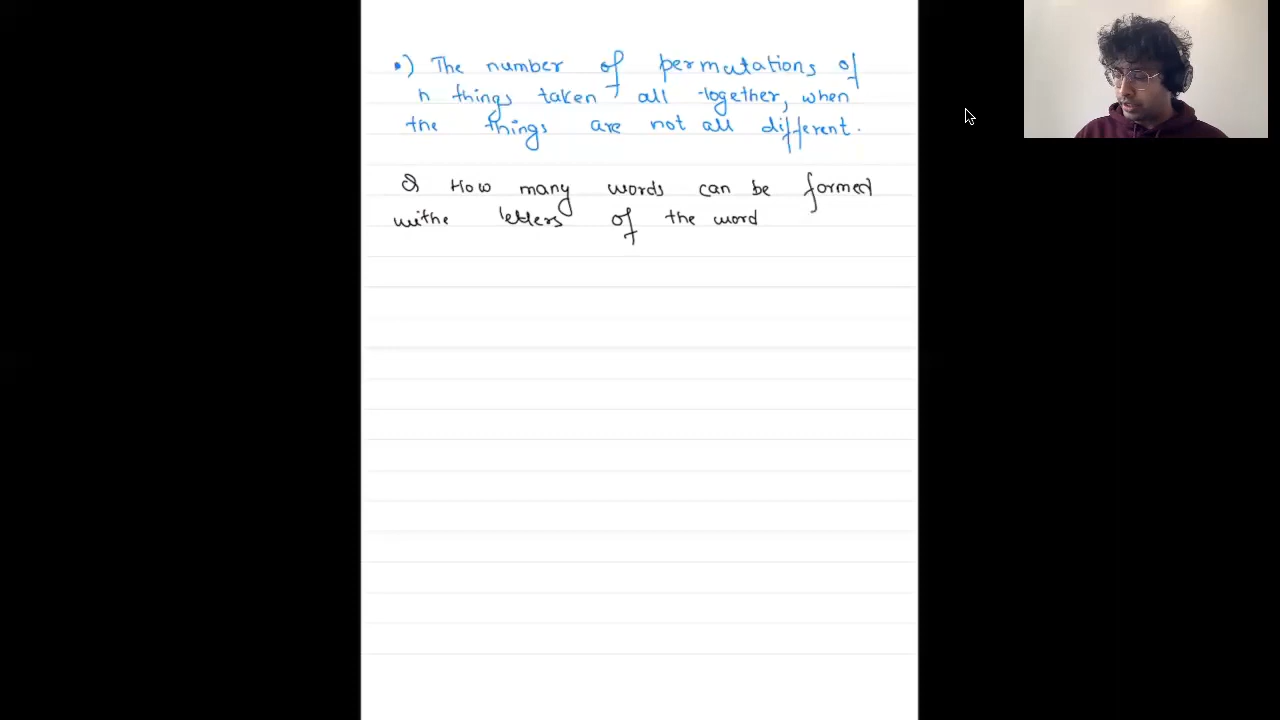 •) The number of permutations of
n things taken all together, when
the things are not all different.
Q How many words can be formed
withe letters of the word